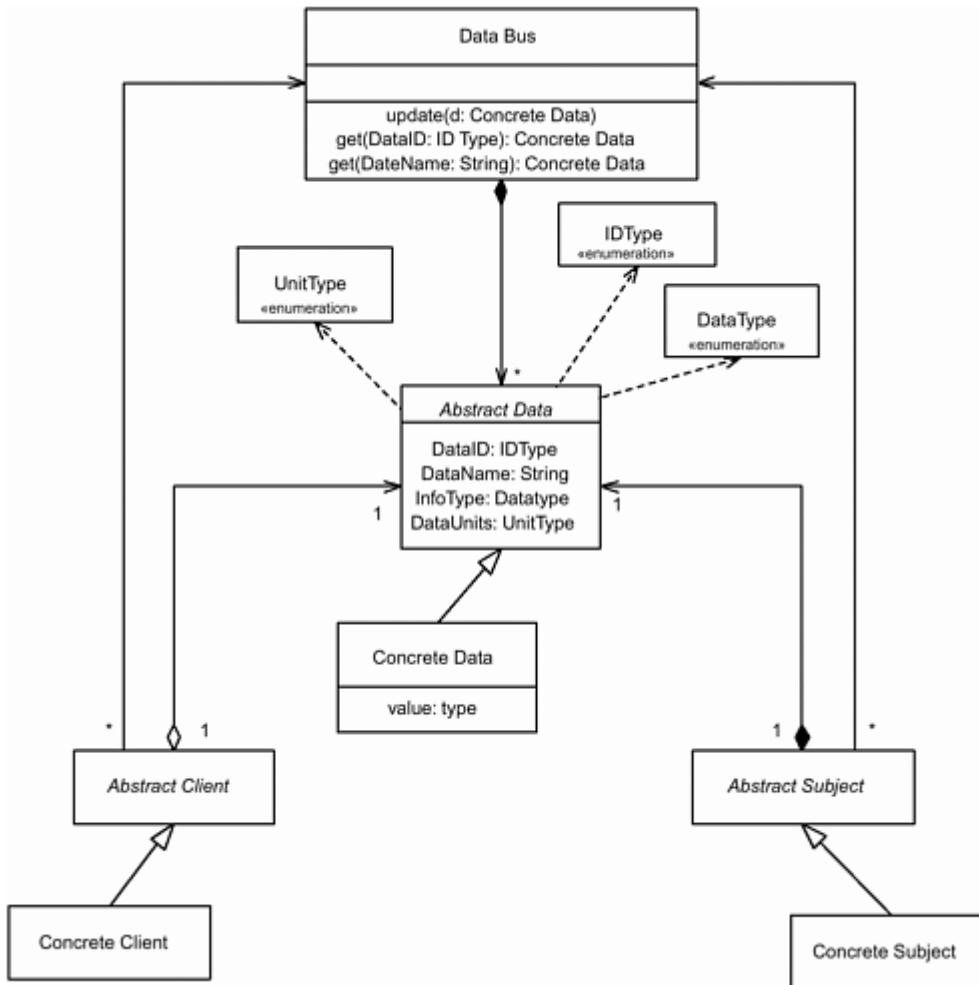 Data Bus
update(d: Concrete Data)
get(DataID: ID Type): Concrete Data
get(DateName: String): Concrete Data
IDType
«enumeration»
UnitType
«enumeration»
DataType
«enumeration»
*
Abstract Data
DataID: IDType
DataName: String
InfoType: Datatype
DataUnits: UnitType
1
1
Concrete Data
value: type
*
1
1
*
Abstract Client
Abstract Subject
Concrete Client
Concrete Subject